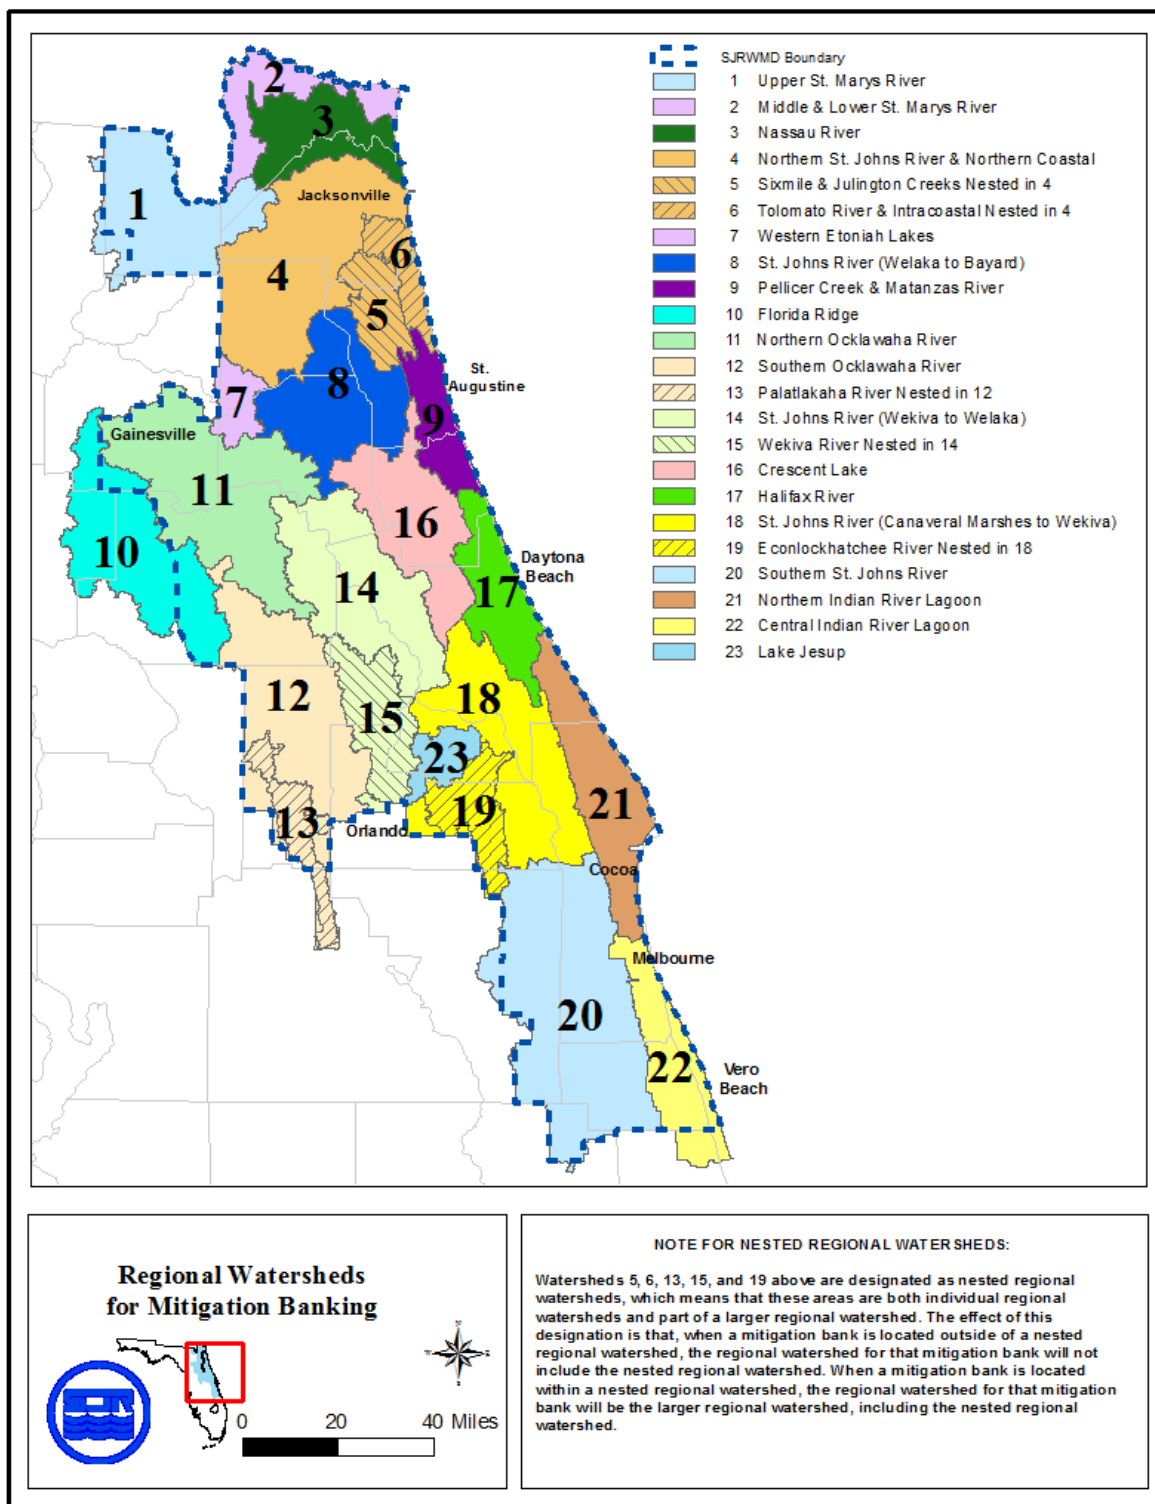 2
3
1
Jacksonville
6
4
5
St.
Augustine
8
7
9
Gainesville
11
16
10
Daytona
Beach
14
17
12
18
15
23
19
21
13
Orlando
Cocoa
Melbourne
20
22
Vero
Beach
SJRWMD Boundary
1 Upper St. Marys River
2 Middle & Lower St. Marys River
3 Nassau River
4 Northern St. Johns River & Northern Coastal
5 Sixmile & Julington Creeks Nested in 4
6 Tolomato River & Intracoastal Nested in 4
7 Western Etoniah Lakes
8 St. Johns River (Welaka to Bayard)
9 Pellicer Creek & Matanzas River
10 Florida Ridge
11 Northern Ocklawaha River
12 Southern Ocklawaha River
13 Palatlakaha River Nested in 12
14 St. Johns River (Wekiva to Welaka)
15 Wekiva River Nested in 14
16 Crescent Lake
17 Halifax River
18 St. Johns River (Canaveral Marshes to Wekiva)
19 Econlockhatchee River Nested in 18
20 Southern St. Johns River
21 Northern Indian River Lagoon
22 Central Indian River Lagoon
23 Lake Jesup
Regional Watersheds
for Mitigation Banking
N
W E
S
0 20 40 Miles
NOTE FOR NESTED REGIONAL WATERSHEDS:
Watersheds 5, 6, 13, 15, and 19 above are designated as nested regional
watersheds, which means that these areas are both individual regional
watersheds and part of a larger regional watershed. The effect of this
designation is that, when a mitigation bank is located outside of a nested
regional watershed, the regional watershed for that mitigation bank will not
include the nested regional watershed. When a mitigation bank is located
within a nested regional watershed, the regional watershed for that mitigation
bank will be the larger regional watershed, including the nested regional
watershed.